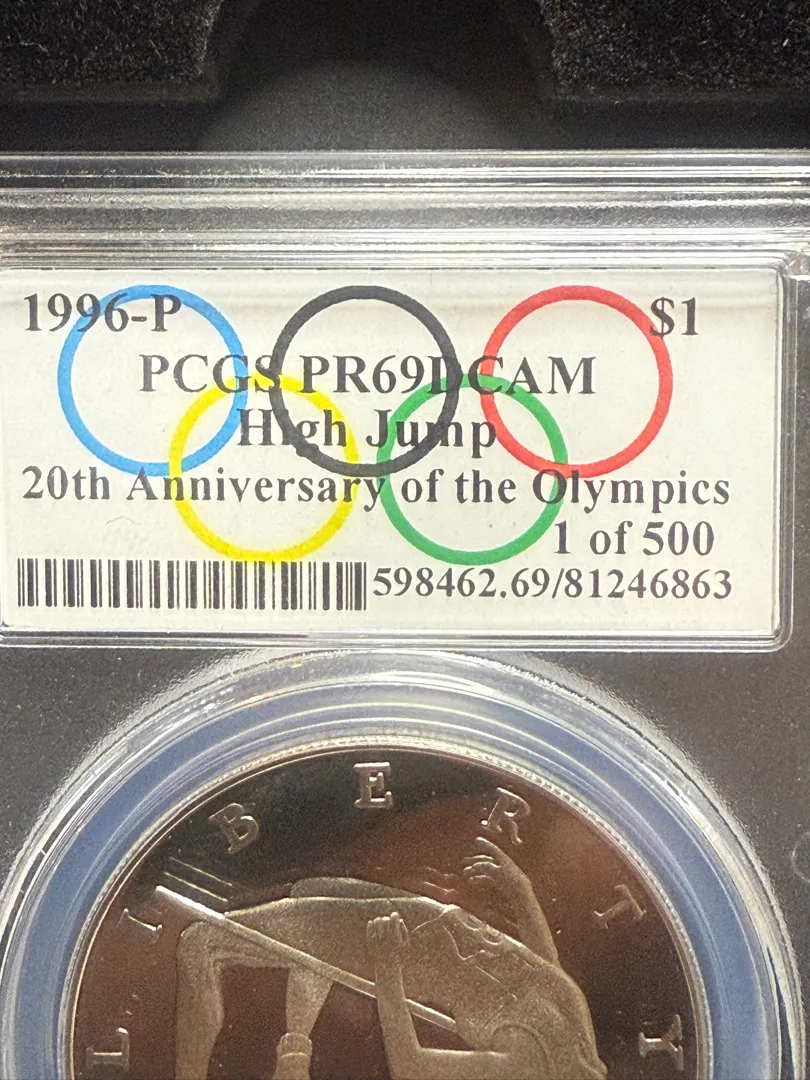 1996-P $1
PCGS PR69DCAM
High Jump
20th Anniversary of the Olympics
1 of 500
598462.69/81246863
LIBERTY